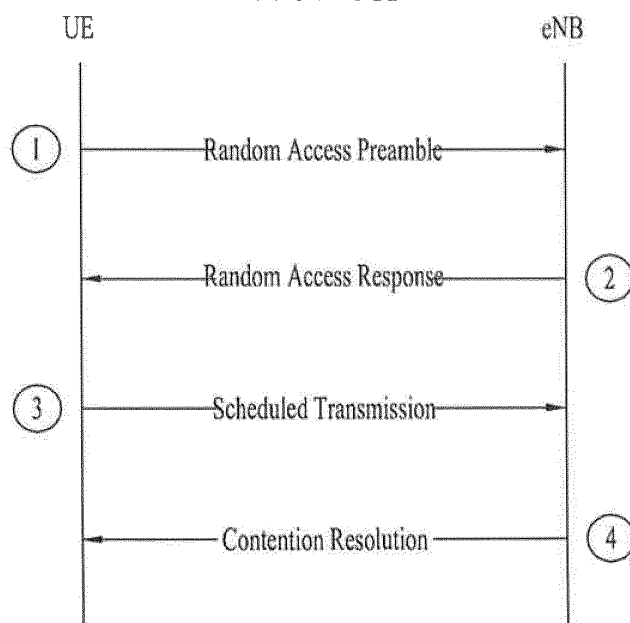 UE eNB
1 Random Access Preamble
Random Access Response 2
3 Scheduled Transmission
Contention Resolution 4